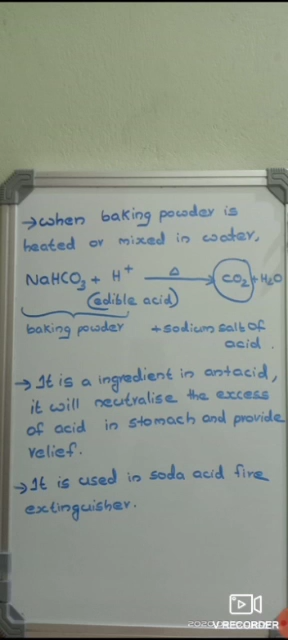 → when baking powder is
heated or mixed in water,
NaHCO₃ + H⁺ —Δ→ CO₂ + H₂O
(edible acid)
baking powder + sodium salt of
acid.
→ It is a ingredient in antacid,
it will neutralise the excess
of acid in stomach and provide
relief.
→ It is used in soda acid fire
extinguisher.
V RECORDER